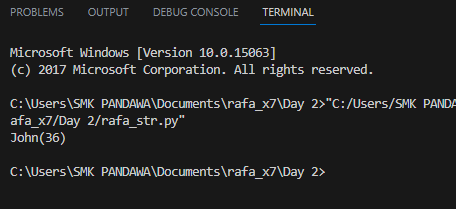 PROBLEMS OUTPUT DEBUG CONSOLE TERMINAL
Microsoft Windows [Version 10.0.15063]
(c) 2017 Microsoft Corporation. All rights reserved.
C:\Users\SMK PANDAWA\Documents\rafa_x7\Day 2>"C:/Users/SMK PANDA
afa_x7/Day 2/rafa_str.py"
John(36)
C:\Users\SMK PANDAWA\Documents\rafa_x7\Day 2>